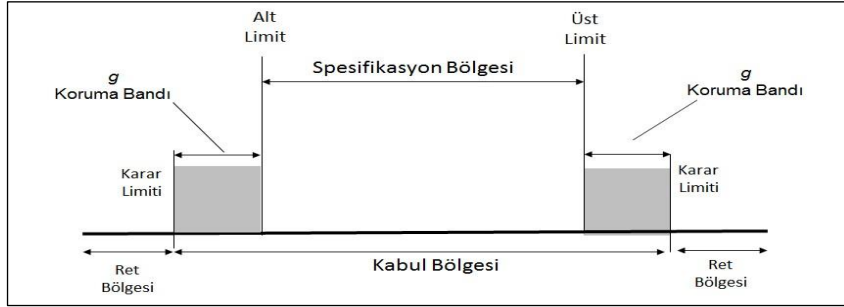 Alt
Limit
Üst
Limit
Spesifikasyon Bölgesi
g
Koruma Bandı
g
Koruma Bandı
Karar
Limiti
Karar
Limiti
Ret
Bölgesi
Kabul Bölgesi
Ret
Bölgesi